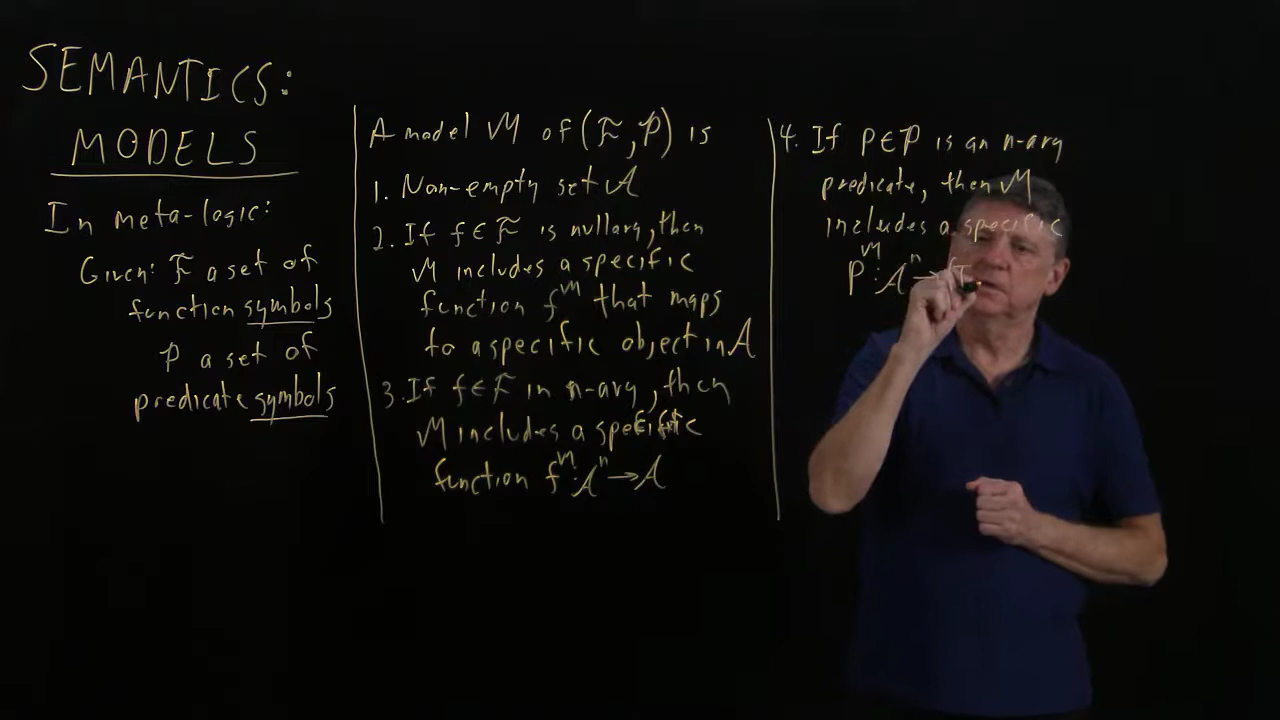 SEMANTICS:
MODELS
In meta-logic:
Given: F a set of
function symbols
P a set of
predicate symbols
A model M of (F, P) is
1. Non-empty set A
2. If f ∈ F is nullary, then
M includes a specific
function f^M that maps
to a specific object in A
3. If f ∈ F in n-ary, then
M includes a specific
function f^M: A^n → A
4. If P ∈ P is an n-ary
predicate, then M
includes a specific
P^M: A^n → {T